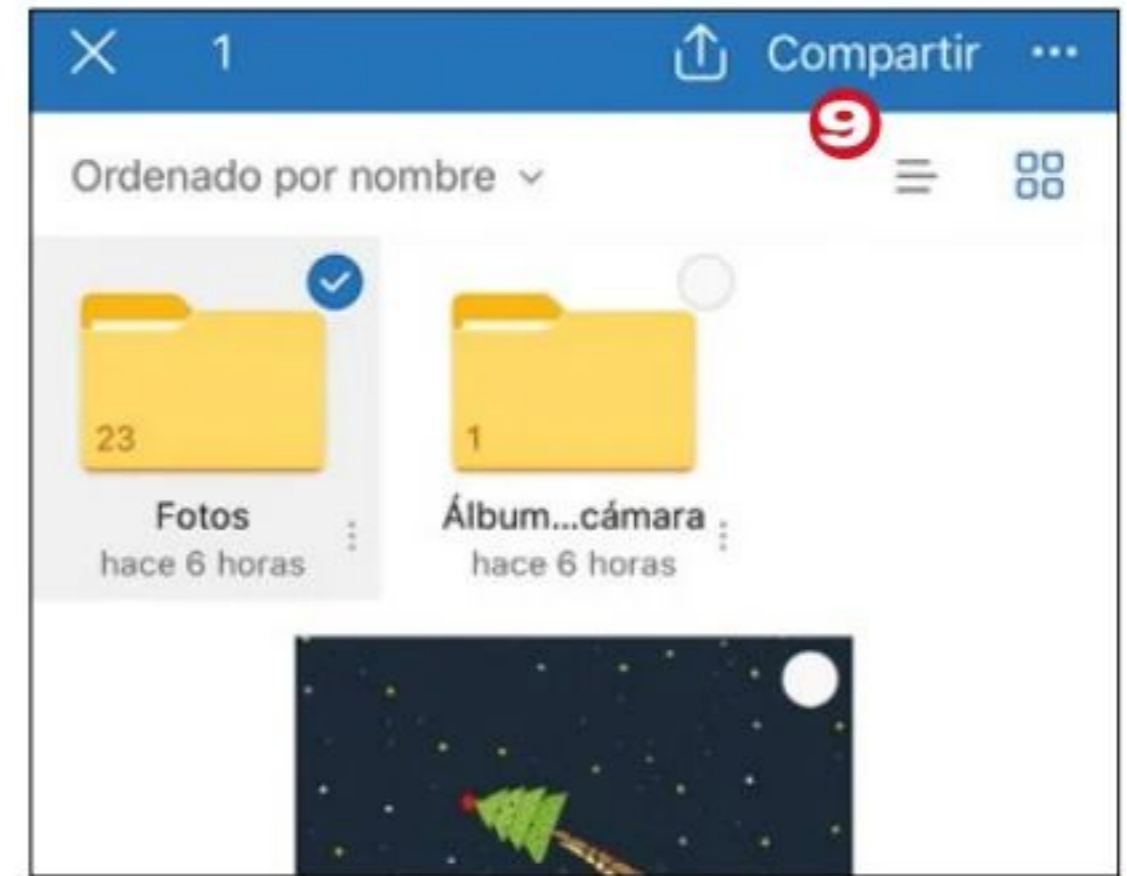 1 Compartir ...
9
Ordenado por nombre
23 1
Fotos Álbum...cámara
hace 6 horas hace 6 horas